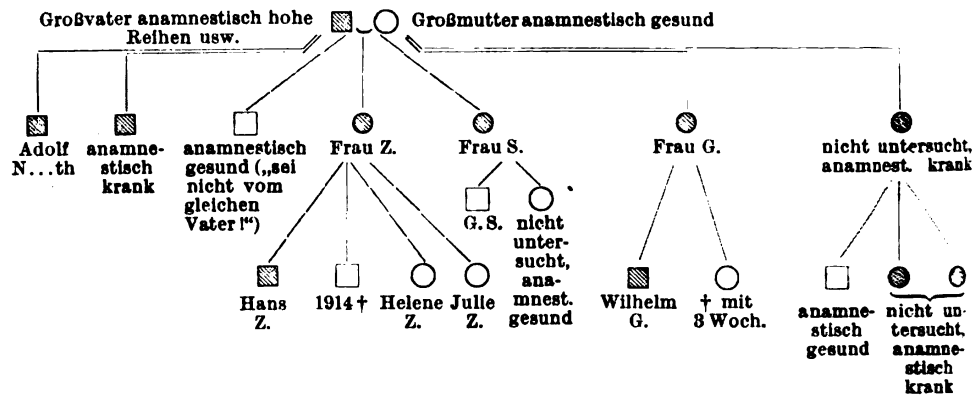 Großvater anamnestisch hohe
Reihen usw.
Großmutter anamnestisch gesund
Adolf
N...th
anamne-
stisch
krank
anamnestisch
gesund („sei
nicht vom
gleichen
Vater!“)
Frau Z.
Frau S.
Frau G.
nicht untersucht,
anamnest. krank
G. S.
nicht
unter-
sucht,
ana-
mnest.
gesund
Hans
Z.
1914 †
Helene
Z.
Julie
Z.
Wilhelm
G.
† mit
3 Woch.
anamne-
stisch
gesund
nicht un-
tersucht,
anamne-
stisch
krank